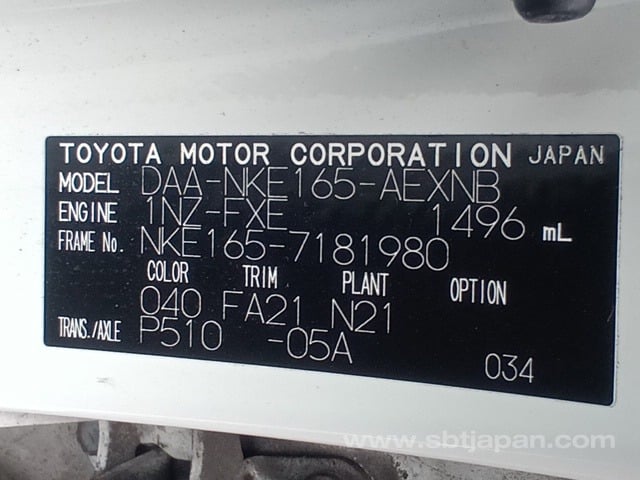 TOYOTA MOTOR CORPORATION JAPAN
MODEL DAA-NKE165-AEXNB
ENGINE 1NZ-FXE 1496 mL
FRAME No. NKE165-7181980
COLOR TRIM PLANT OPTION
040 FA21 N21
TRANS./AXLE P510 -05A
034
www.sbtjapan.com